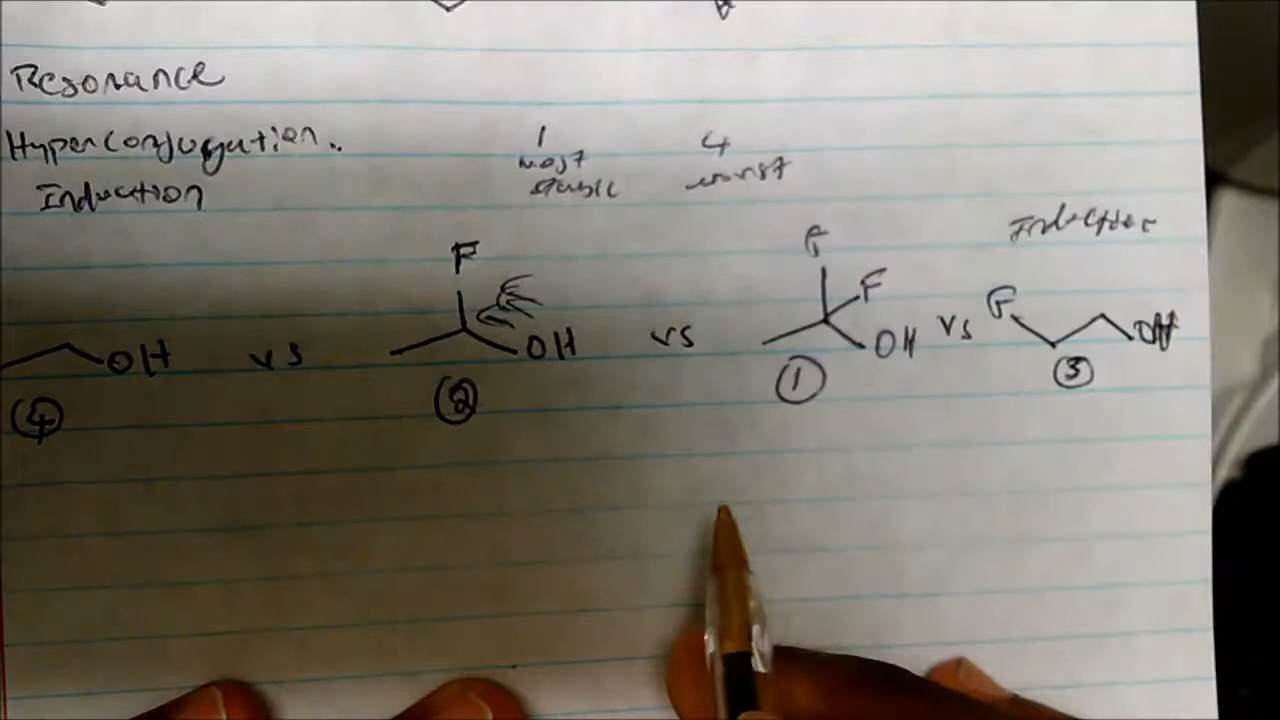 Resonance
Hyperconjugation.
Induction
1 4
most worst
stable
Induction
F F F
OH vs OH vs OH vs F OH
4 2 1 3